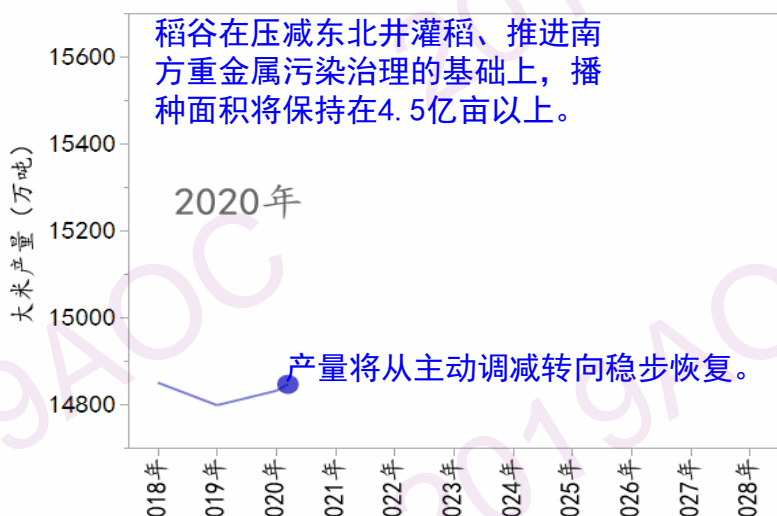 稻谷在压减东北井灌稻、推进南
方重金属污染治理的基础上，播
种面积将保持在4.5亿亩以上。
15600
15400
15200
15000
14800
大米产量（万吨）
2020年
产量将从主动调减转向稳步恢复。
018年
019年
020年
021年
022年
023年
024年
025年
026年
027年
028年
2019AOC
9AOC
2019AO